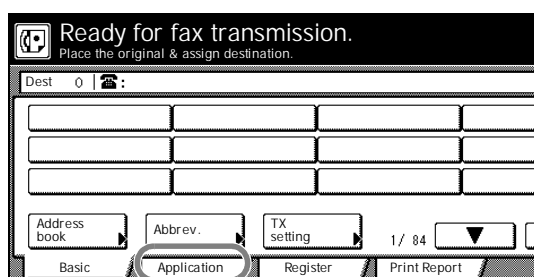 Ready for fax transmission.
Place the original & assign destination.
Dest 0 ☎:
Address book
Abbrev.
TX setting
1/ 84
Basic
Application
Register
Print Report